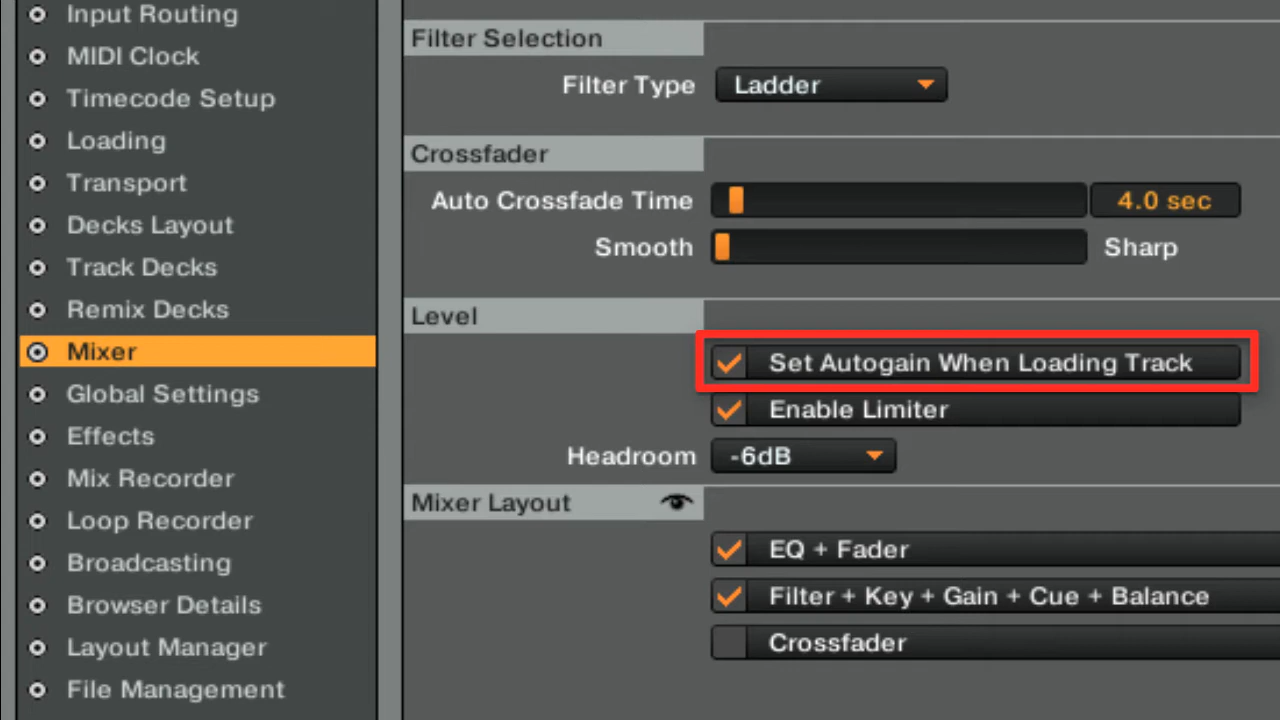 Input Routing
MIDI Clock
Timecode Setup
Loading
Transport
Decks Layout
Track Decks
Remix Decks
Mixer
Global Settings
Effects
Mix Recorder
Loop Recorder
Broadcasting
Browser Details
Layout Manager
File Management
Filter Selection
Filter Type Ladder
Crossfader
Auto Crossfade Time 4.0 sec
Smooth Sharp
Level
Set Autogain When Loading Track
Enable Limiter
Headroom -6dB
Mixer Layout
EQ + Fader
Filter + Key + Gain + Cue + Balance
Crossfader